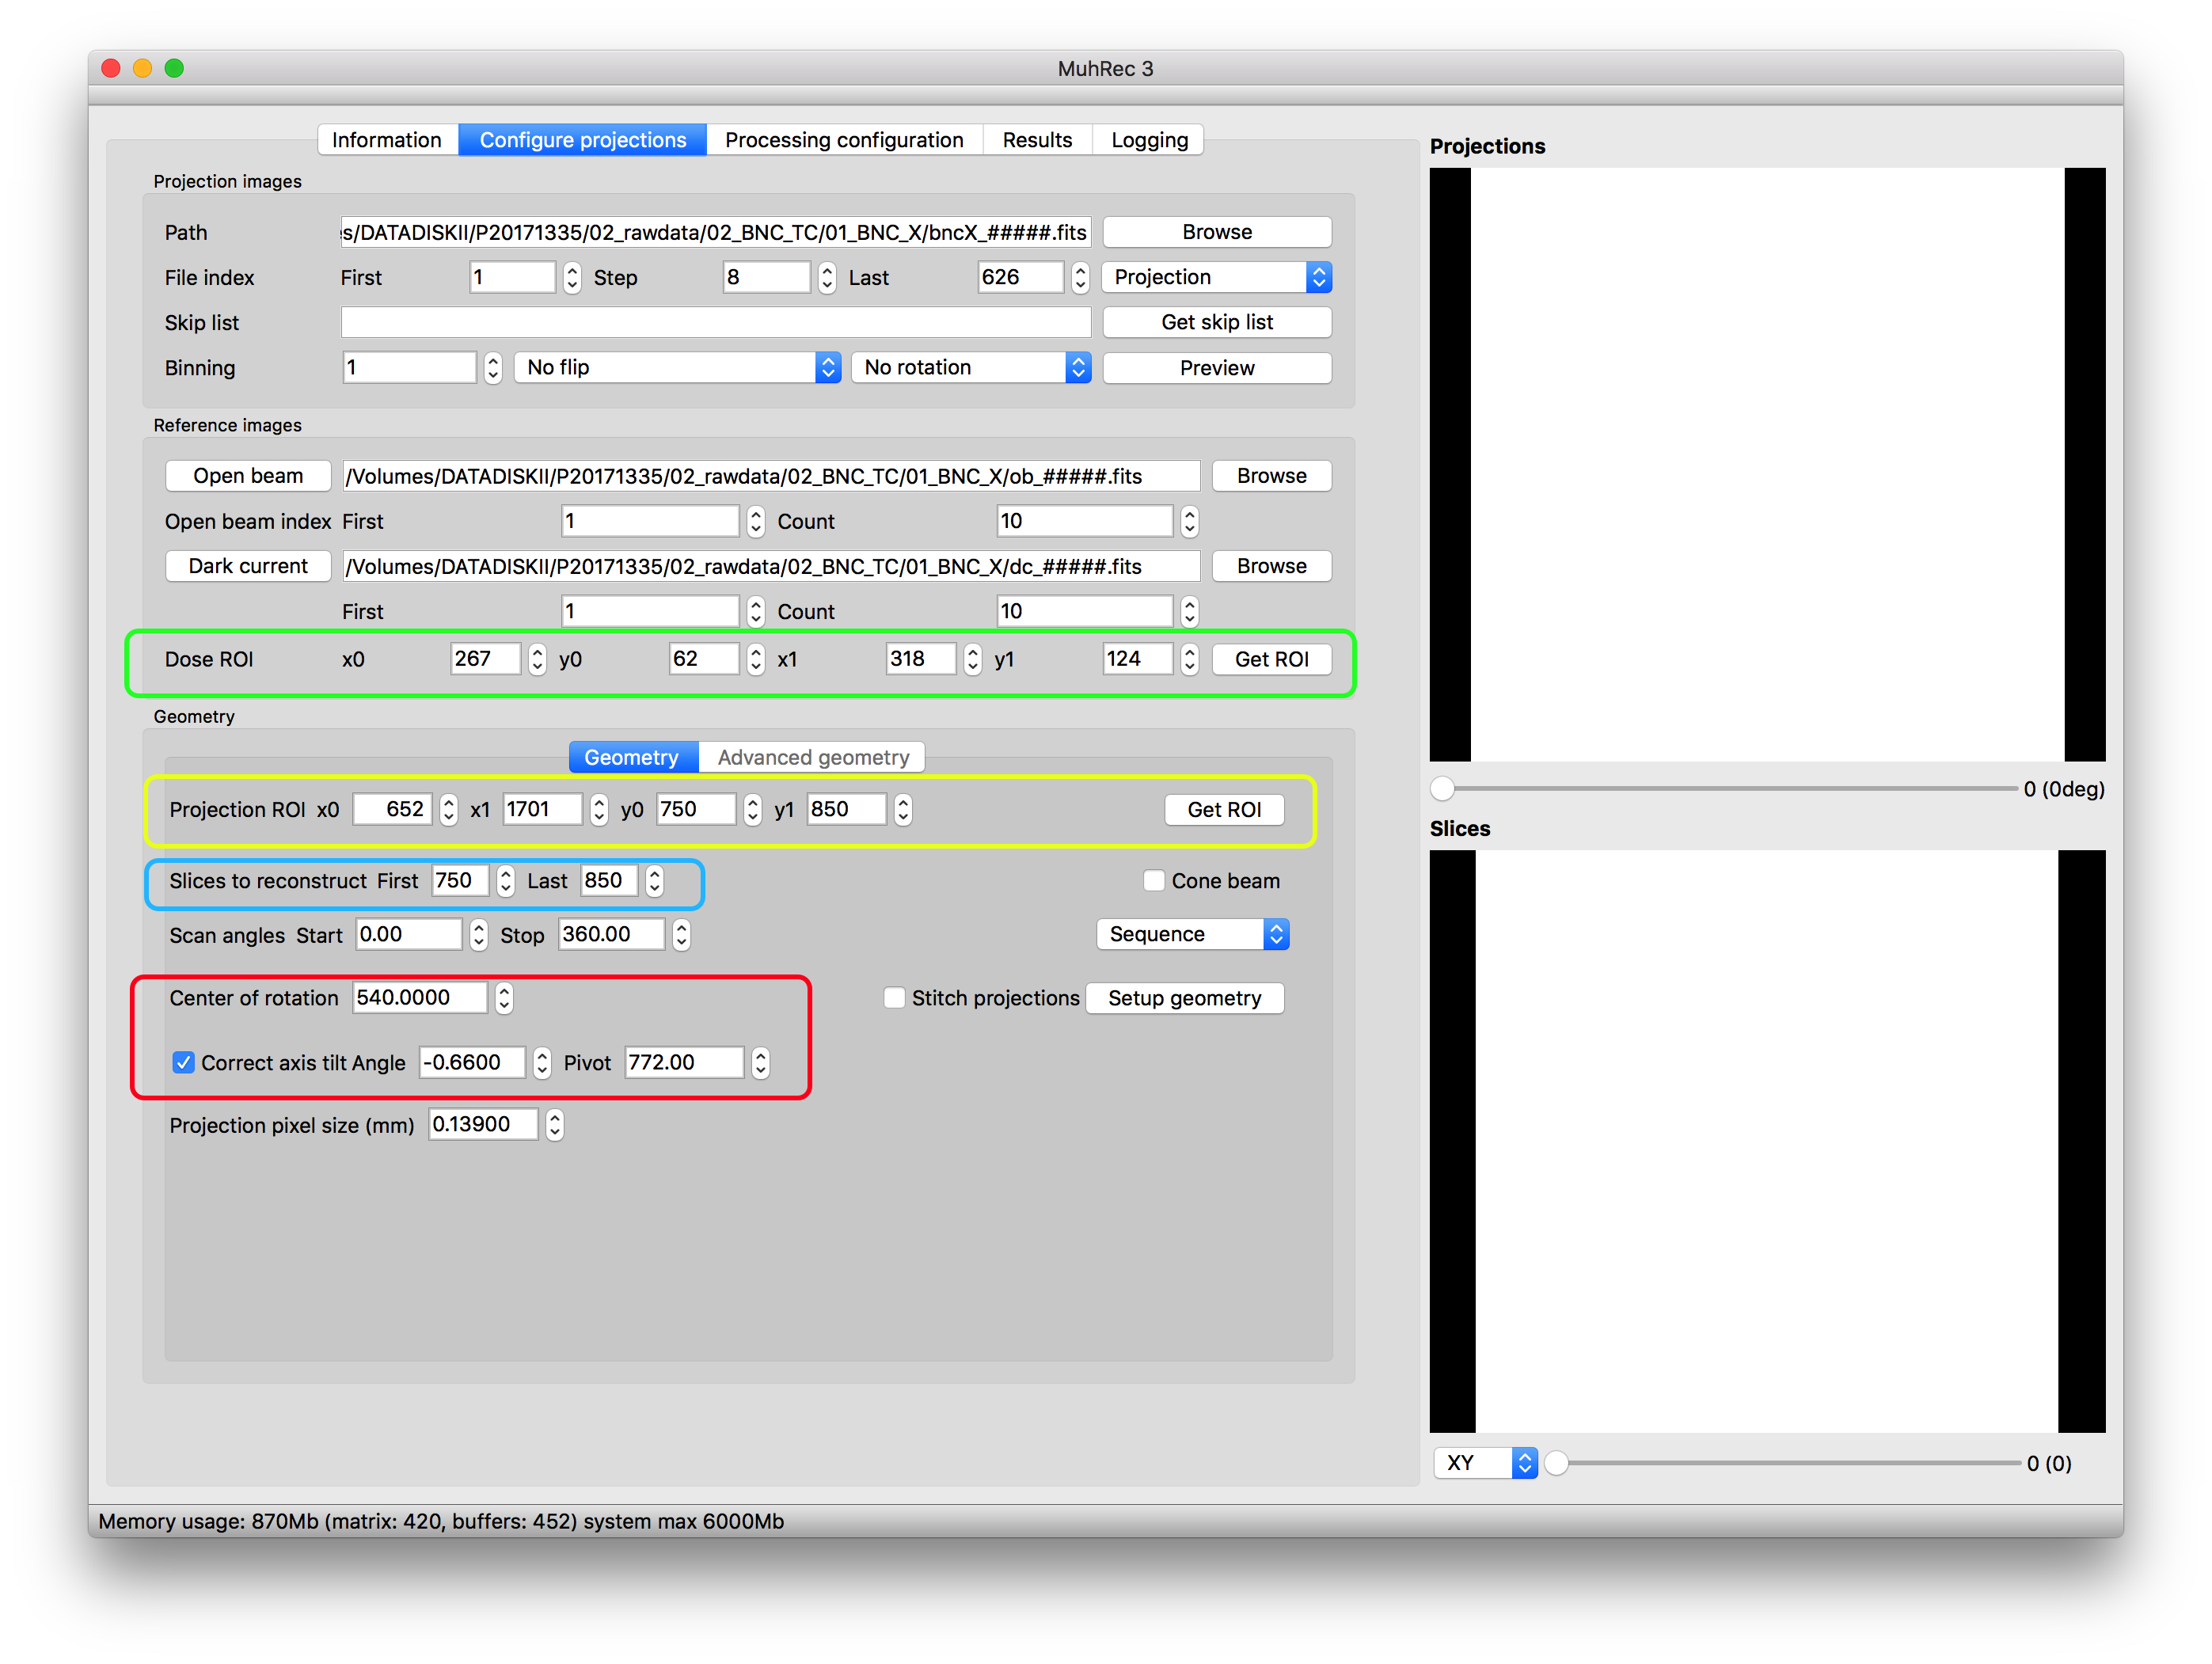 MuhRec 3
Information Configure projections Processing configuration Results Logging
Projection images
Path s/DATADISKII/P20171335/02_rawdata/02_BNC_TC/01_BNC_X/bncX_#####.fits Browse
File index First 1 Step 8 Last 626 Projection
Skip list Get skip list
Binning 1 No flip No rotation Preview
Reference images
Open beam /Volumes/DATADISKII/P20171335/02_rawdata/02_BNC_TC/01_BNC_X/ob_#####.fits Browse
Open beam index First 1 Count 10
Dark current /Volumes/DATADISKII/P20171335/02_rawdata/02_BNC_TC/01_BNC_X/dc_#####.fits Browse
First 1 Count 10
Dose ROI x0 267 y0 62 x1 318 y1 124 Get ROI
Geometry
Geometry Advanced geometry
Projection ROI x0 652 x1 1701 y0 750 y1 850 Get ROI
Slices to reconstruct First 750 Last 850 Cone beam
Scan angles Start 0.00 Stop 360.00 Sequence
Center of rotation 540.0000 Stitch projections Setup geometry
Correct axis tilt Angle -0.6600 Pivot 772.00
Projection pixel size (mm) 0.13900
Projections
0 (0deg)
Slices
XY 0 (0)
Memory usage: 870Mb (matrix: 420, buffers: 452) system max 6000Mb